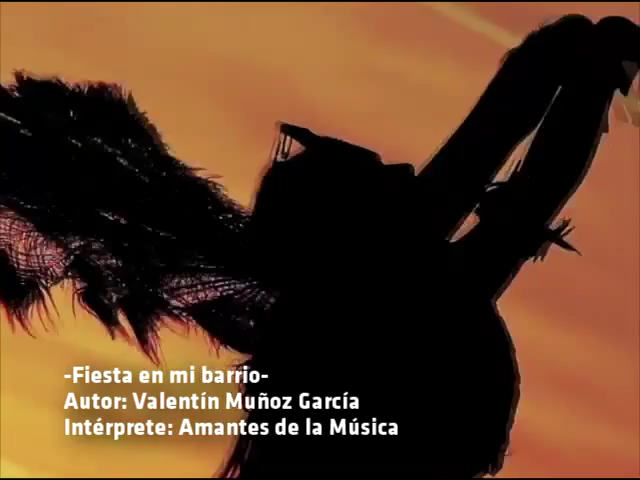 -Fiesta en mi barrio-
Autor: Valentín Muñoz García
Intérprete: Amantes de la Música